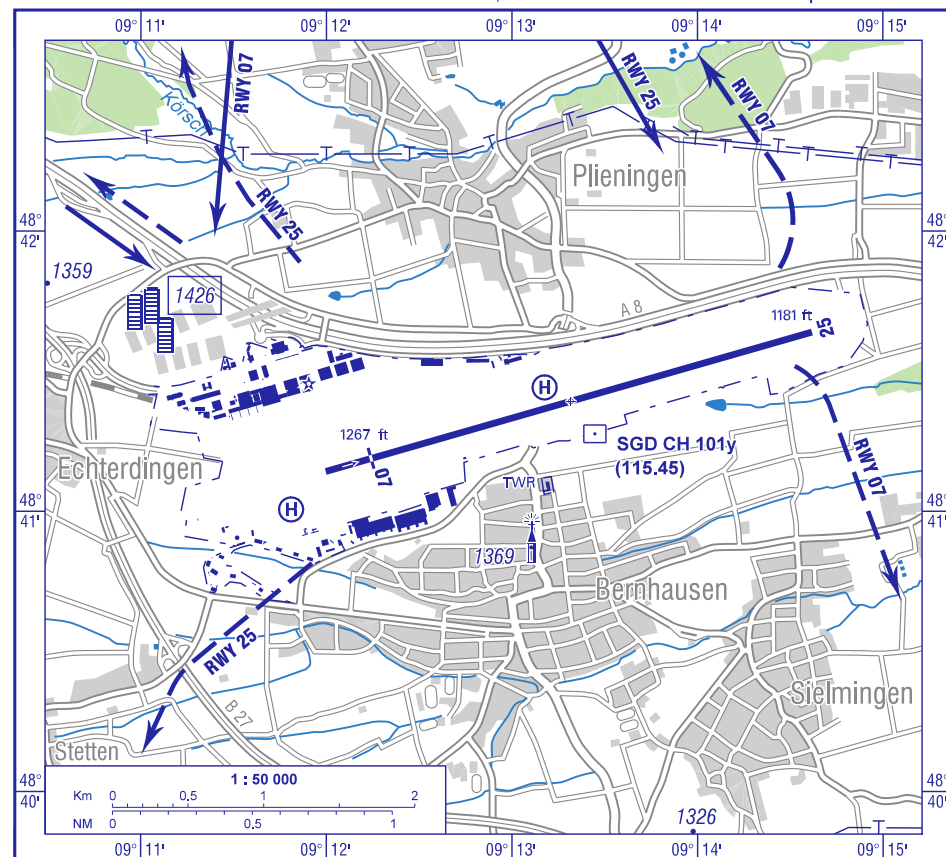 09° 11' 09° 12' 09° 13' 09° 14' 09° 15'
RWY 07
RWY 25
RWY 07
Körsch
Plieningen
RWY 25
48° 42'
48° 42'
1359
1426
A 8
1181 ft
25
H
1267 ft
07
SGD CH 101y
(115.45)
Echterdingen
TWR
RWY 07
48° 41'
48° 41'
H
1369
Bernhausen
RWY 25
Sielmingen
B 27
Stetten
48° 40'
48° 40'
1 : 50 000
Km 0 0,5 1 2
NM 0 0,5 1
1326
09° 11' 09° 12' 09° 13' 09° 14' 09° 15'